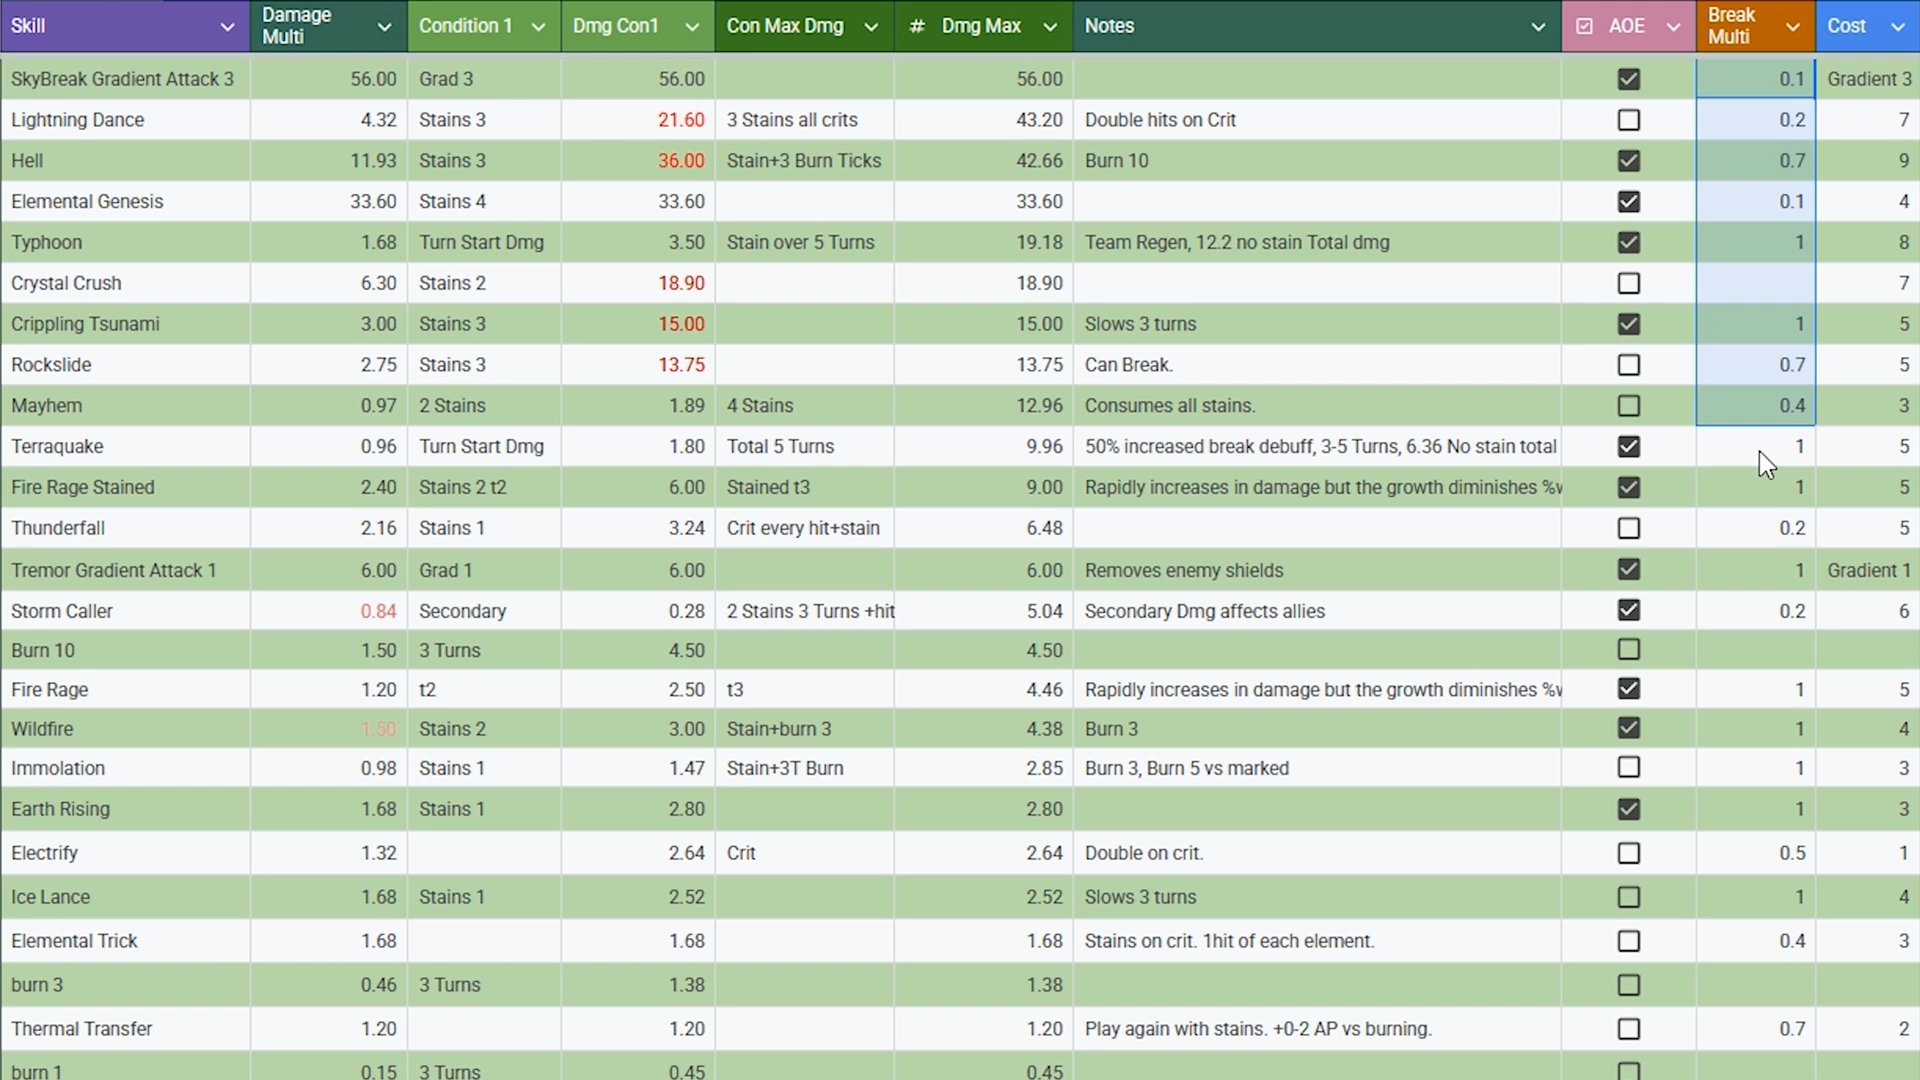 Skill Damage Multi Condition 1 Dmg Con1 Con Max Dmg # Dmg Max Notes AOE Break Multi Cost
SkyBreak Gradient Attack 3 56.00 Grad 3 56.00 56.00 0.1 Gradient 3
Lightning Dance 4.32 Stains 3 21.60 3 Stains all crits 43.20 Double hits on Crit 0.2 7
Hell 11.93 Stains 3 36.00 Stain+3 Burn Ticks 42.66 Burn 10 0.7 9
Elemental Genesis 33.60 Stains 4 33.60 33.60 0.1 4
Typhoon 1.68 Turn Start Dmg 3.50 Stain over 5 Turns 19.18 Team Regen, 12.2 no stain Total dmg 1 8
Crystal Crush 6.30 Stains 2 18.90 18.90 7
Crippling Tsunami 3.00 Stains 3 15.00 15.00 Slows 3 turns 1 5
Rockslide 2.75 Stains 3 13.75 13.75 Can Break. 0.7 5
Mayhem 0.97 2 Stains 1.89 4 Stains 12.96 Consumes all stains. 0.4 3
Terraquake 0.96 Turn Start Dmg 1.80 Total 5 Turns 9.96 50% increased break debuff, 3-5 Turns, 6.36 No stain total 1 5
Fire Rage Stained 2.40 Stains 2 t2 6.00 Stained t3 9.00 Rapidly increases in damage but the growth diminishes 1 5
Thunderfall 2.16 Stains 1 3.24 Crit every hit+stain 6.48 0.2 5
Tremor Gradient Attack 1 6.00 Grad 1 6.00 6.00 Removes enemy shields 1 Gradient 1
Storm Caller 0.84 Secondary 0.28 2 Stains 3 Turns +hit 5.04 Secondary Dmg affects allies 0.2 6
Burn 10 1.50 3 Turns 4.50 4.50
Fire Rage 1.20 t2 2.50 t3 4.46 Rapidly increases in damage but the growth diminishes 1 5
Wildfire 1.50 Stains 2 3.00 Stain+burn 3 4.38 Burn 3 1 4
Immolation 0.98 Stains 1 1.47 Stain+3T Burn 2.85 Burn 3, Burn 5 vs marked 1 3
Earth Rising 1.68 Stains 1 2.80 2.80 1 3
Electrify 1.32 2.64 Crit 2.64 Double on crit. 0.5 1
Ice Lance 1.68 Stains 1 2.52 2.52 Slows 3 turns 1 4
Elemental Trick 1.68 1.68 1.68 Stains on crit. 1hit of each element. 0.4 3
burn 3 0.46 3 Turns 1.38 1.38
Thermal Transfer 1.20 1.20 1.20 Play again with stains. +0-2 AP vs burning. 0.7 2
burn 1 0.15 3 Turns 0.45 0.45